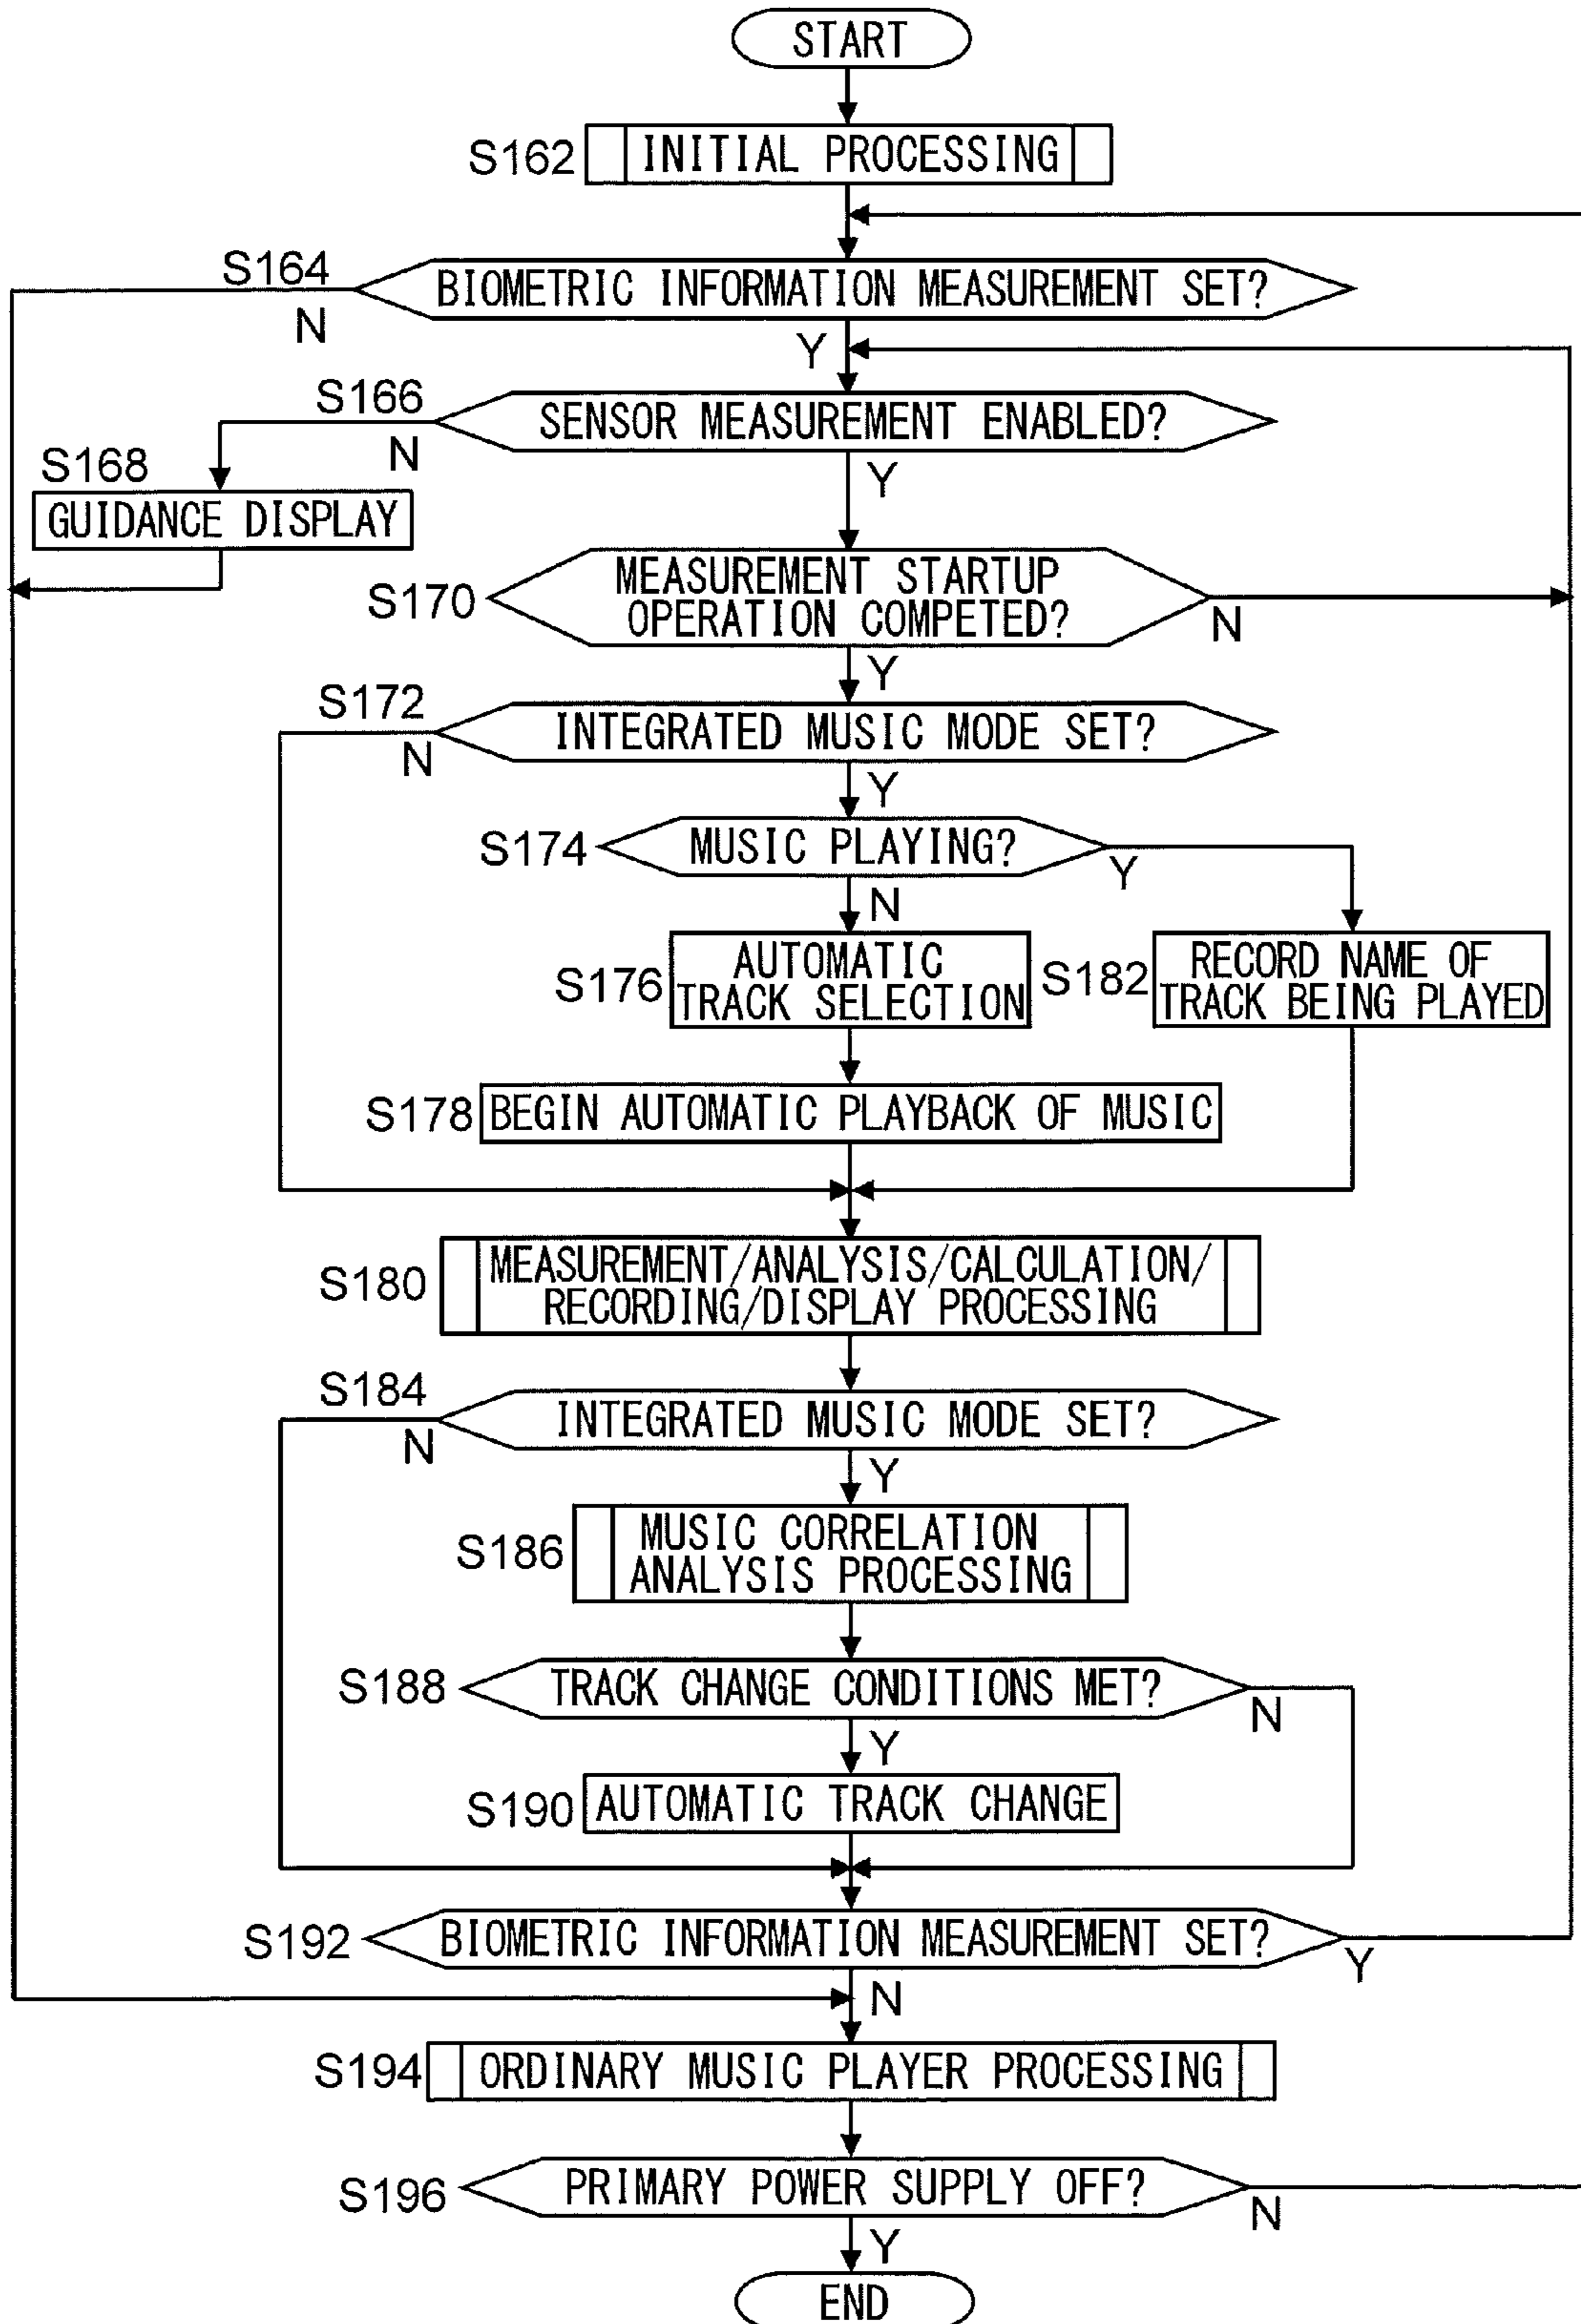 START
S162
INITIAL PROCESSING
S164
BIOMETRIC INFORMATION MEASUREMENT SET?
N
Y
S166
SENSOR MEASUREMENT ENABLED?
N
Y
S168
GUIDANCE DISPLAY
S170
MEASUREMENT STARTUP
OPERATION COMPETED?
N
Y
S172
INTEGRATED MUSIC MODE SET?
N
Y
S174
MUSIC PLAYING?
Y
N
S176
AUTOMATIC
TRACK SELECTION
S182
RECORD NAME OF
TRACK BEING PLAYED
S178
BEGIN AUTOMATIC PLAYBACK OF MUSIC
S180
MEASUREMENT/ANALYSIS/CALCULATION/
RECORDING/DISPLAY PROCESSING
S184
INTEGRATED MUSIC MODE SET?
N
Y
S186
MUSIC CORRELATION
ANALYSIS PROCESSING
S188
TRACK CHANGE CONDITIONS MET?
N
Y
S190
AUTOMATIC TRACK CHANGE
S192
BIOMETRIC INFORMATION MEASUREMENT SET?
Y
N
S194
ORDINARY MUSIC PLAYER PROCESSING
S196
PRIMARY POWER SUPPLY OFF?
N
Y
END